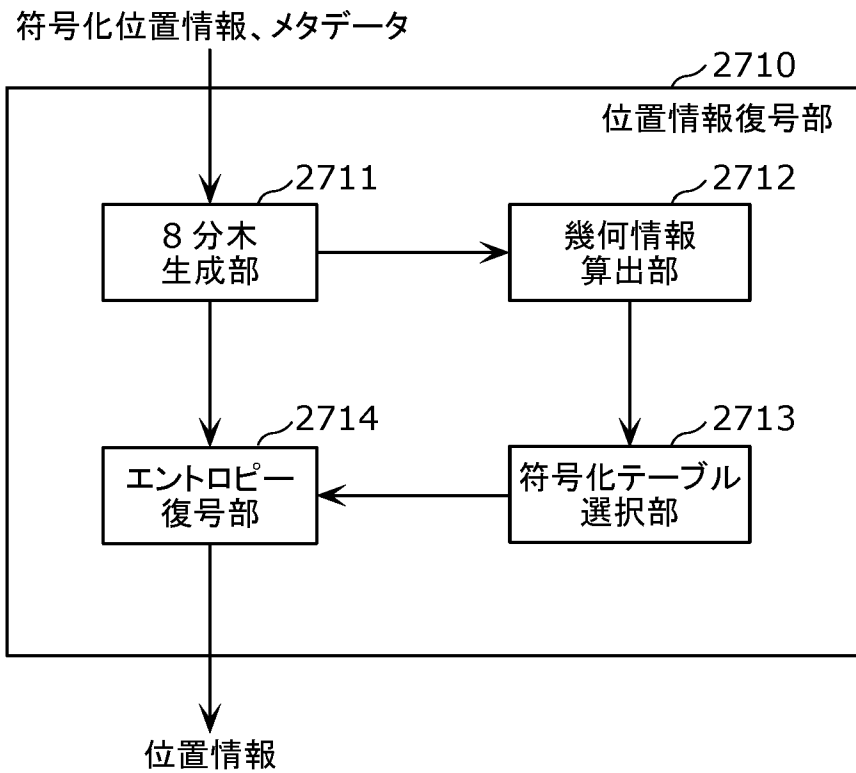 符号化位置情報、メタデータ
2710
位置情報復号部
2711
8分木
生成部
2712
幾何情報
算出部
2714
エントロピー
復号部
2713
符号化テーブル
選択部
位置情報